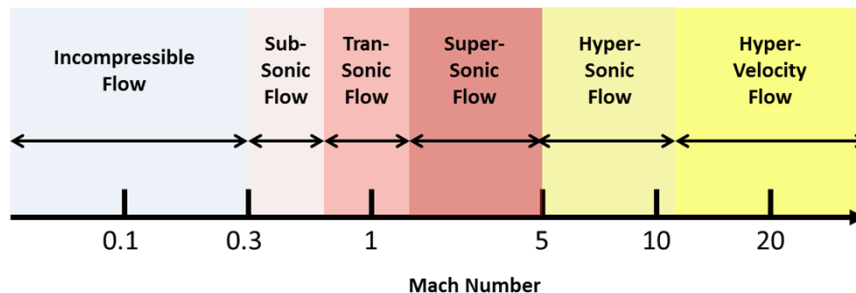 Incompressible
Flow
Sub-
Sonic
Flow
Tran-
Sonic
Flow
Super-
Sonic
Flow
Hyper-
Sonic
Flow
Hyper-
Velocity
Flow
0.1 0.3 1 5 10 20
Mach Number